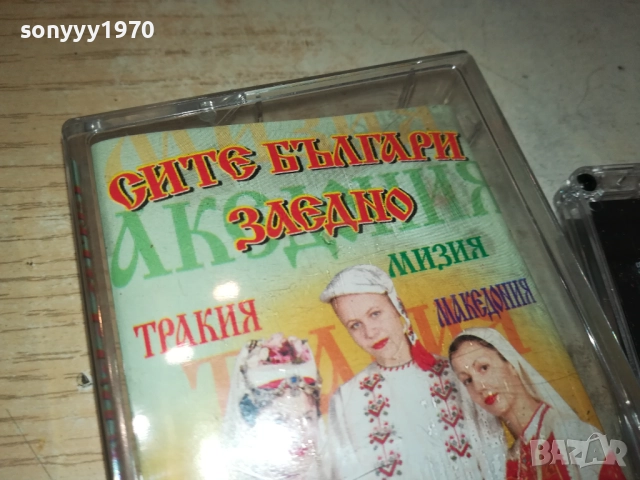 sonyyy1970
СИТЕ БЪЛГАРИ
ЗАЕДНО
МИЗИЯ
ТРАКИЯ
МАКЕДОНИЯ
BAZAR